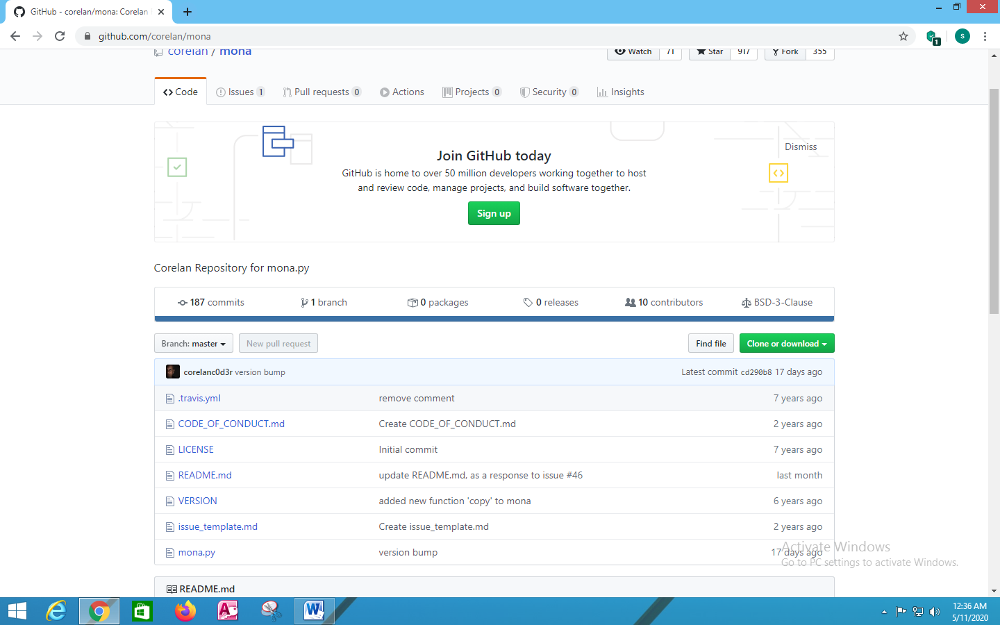 GitHub - corelan/mona: Corelan
github.com/corelan/mona
1
S
corelan / mona
Watch 71 Star 917 Fork 355
Code Issues 1 Pull requests 0 Actions Projects 0 Security 0 Insights
Dismiss
Join GitHub today
GitHub is home to over 50 million developers working together to host
and review code, manage projects, and build software together.
Sign up
Corelan Repository for mona.py
187 commits 1 branch 0 packages 0 releases 10 contributors BSD-3-Clause
Branch: master New pull request Find file Clone or download
corelanc0d3r version bump Latest commit cd290b8 17 days ago
.travis.yml remove comment 7 years ago
CODE_OF_CONDUCT.md Create CODE_OF_CONDUCT.md 2 years ago
LICENSE Initial commit 7 years ago
README.md update README.md, as a response to issue #46 last month
VERSION added new function 'copy' to mona 6 years ago
issue_template.md Create issue_template.md 2 years ago
mona.py version bump 17 days ago
Activate Windows
Go to PC settings to activate Windows.
README.md
12:36 AM
5/11/2020